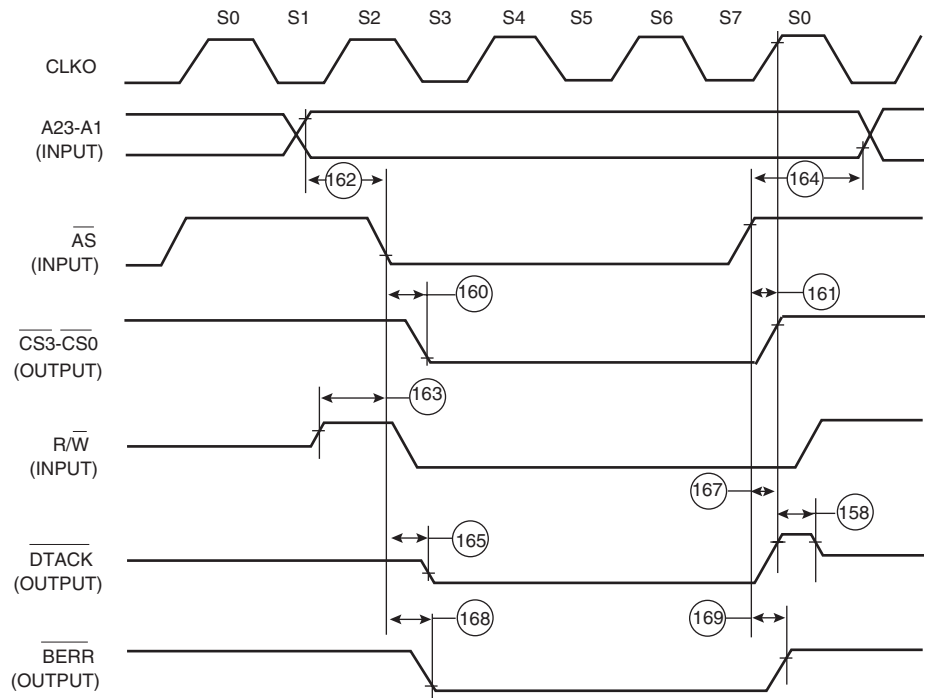 S0 S1 S2 S3 S4 S5 S6 S7 S0
CLKO
A23-A1
(INPUT)
162
164
AS
(INPUT)
160
161
CS3-CS0
(OUTPUT)
163
R/W
(INPUT)
167
158
165
DTACK
(OUTPUT)
168
169
BERR
(OUTPUT)